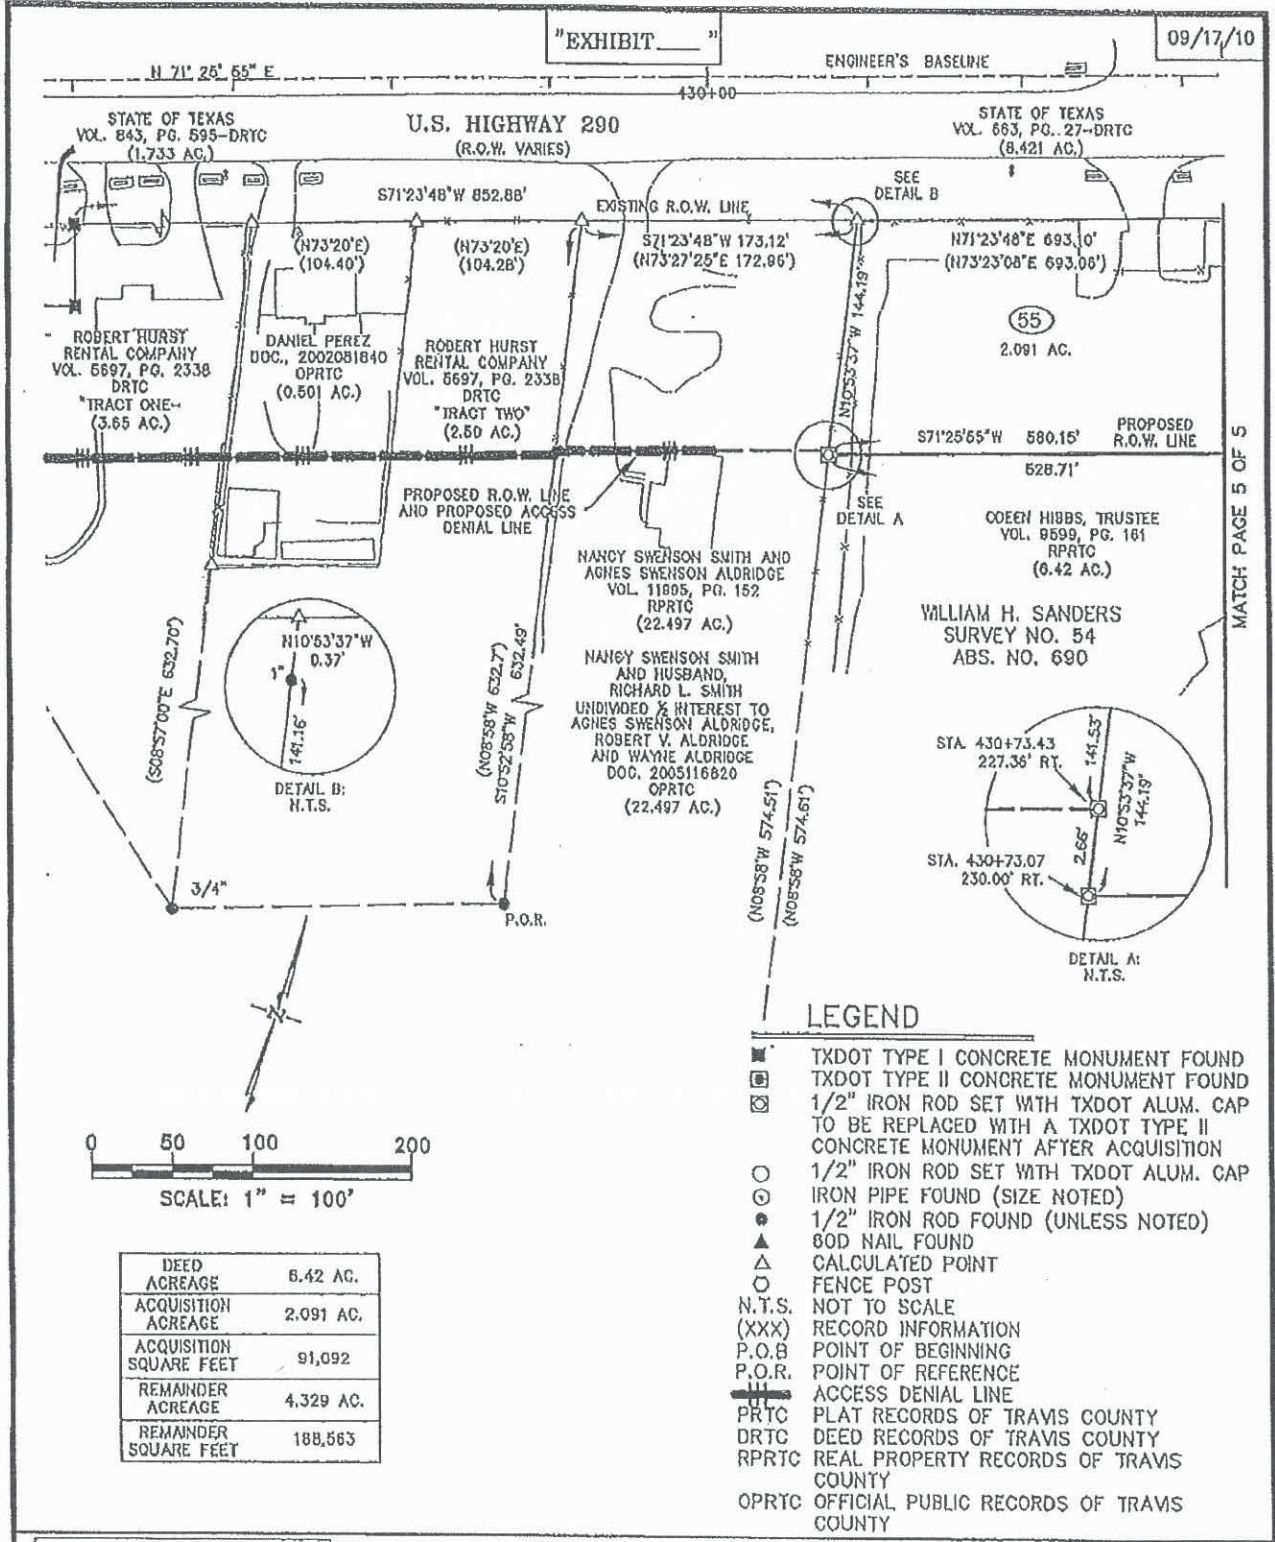 "EXHIBIT____"
09/17/10
N 71° 25' 55" E
ENGINEER'S BASELINE
430+00
STATE OF TEXAS
VOL. 843, PG. 595-DRTC
(1.733 AC.)
U.S. HIGHWAY 290
(R.O.W. VARIES)
STATE OF TEXAS
VOL. 663, PG. 27-DRTC
(8.421 AC.)
SEE
DETAIL B
S71°23'48"W 852.88'
EXISTING R.O.W. LINE
(N73°20'E)
(104.40')
(N73°20'E)
(104.28')
S71°23'48"W 173.12'
(N73°27'25"E 172.96')
N71°23'48"E 693.10'
(N73°23'08"E 693.06')
N10°53'37"W 144.19'
55
2.091 AC.
ROBERT HURST
RENTAL COMPANY
VOL. 5697, PG. 2338
DRTC
"TRACT ONE"
(3.65 AC.)
DANIEL PEREZ
DOC. 2002081840
OPRTC
(0.501 AC.)
ROBERT HURST
RENTAL COMPANY
VOL. 5697, PG. 2338
DRTC
"TRACT TWO"
(2.50 AC.)
S71°25'55"W 580.15'
PROPOSED
R.O.W. LINE
528.71'
MATCH PAGE 5 OF 5
PROPOSED R.O.W. LINE
AND PROPOSED ACCESS
DENIAL LINE
SEE
DETAIL A
ODEEN HIBBS, TRUSTEE
VOL. 9599, PG. 161
RPRTC
(6.42 AC.)
NANCY SWENSON SMITH AND
AGNES SWENSON ALDRIDGE
VOL. 11805, PG. 152
RPRTC
(22.497 AC.)
WILLIAM H. SANDERS
SURVEY NO. 54
ABS. NO. 690
NANCY SWENSON SMITH
AND HUSBAND,
RICHARD L. SMITH
UNDIVIDED ½ INTEREST TO
AGNES SWENSON ALDRIDGE,
ROBERT V. ALDRIDGE
AND WAYNE ALDRIDGE
DOC. 2005116820
OPRTC
(22.497 AC.)
(S08°57'00"E 632.70')
N10°53'37"W
0.37'
1"
141.16'
DETAIL B:
N.T.S.
(N08°58'W 632.7')
S10°52'58"W 632.49'
(N08°58'W 574.51')
(N08°58'W 574.61')
STA. 430+73.43
227.36' RT.
141.53'
N10°53'37"W
144.19'
2.66'
STA. 430+73.07
230.00' RT.
DETAIL A:
N.T.S.
3/4"
P.O.R.
N
0 50 100 200
SCALE: 1" = 100'
DEED
ACREAGE 6.42 AC.
ACQUISITION
ACREAGE 2.091 AC.
ACQUISITION
SQUARE FEET 91,092
REMAINDER
ACREAGE 4.329 AC.
REMAINDER
SQUARE FEET 188,563
LEGEND
TXDOT TYPE I CONCRETE MONUMENT FOUND
TXDOT TYPE II CONCRETE MONUMENT FOUND
1/2" IRON ROD SET WITH TXDOT ALUM. CAP
TO BE REPLACED WITH A TXDOT TYPE II
CONCRETE MONUMENT AFTER ACQUISITION
1/2" IRON ROD SET WITH TXDOT ALUM. CAP
IRON PIPE FOUND (SIZE NOTED)
1/2" IRON ROD FOUND (UNLESS NOTED)
60D NAIL FOUND
CALCULATED POINT
FENCE POST
N.T.S. NOT TO SCALE
(XXX) RECORD INFORMATION
P.O.B POINT OF BEGINNING
P.O.R. POINT OF REFERENCE
ACCESS DENIAL LINE
PRTC PLAT RECORDS OF TRAVIS COUNTY
DRTC DEED RECORDS OF TRAVIS COUNTY
RPRTC REAL PROPERTY RECORDS OF TRAVIS
COUNTY
OPRTC OFFICIAL PUBLIC RECORDS OF TRAVIS
COUNTY